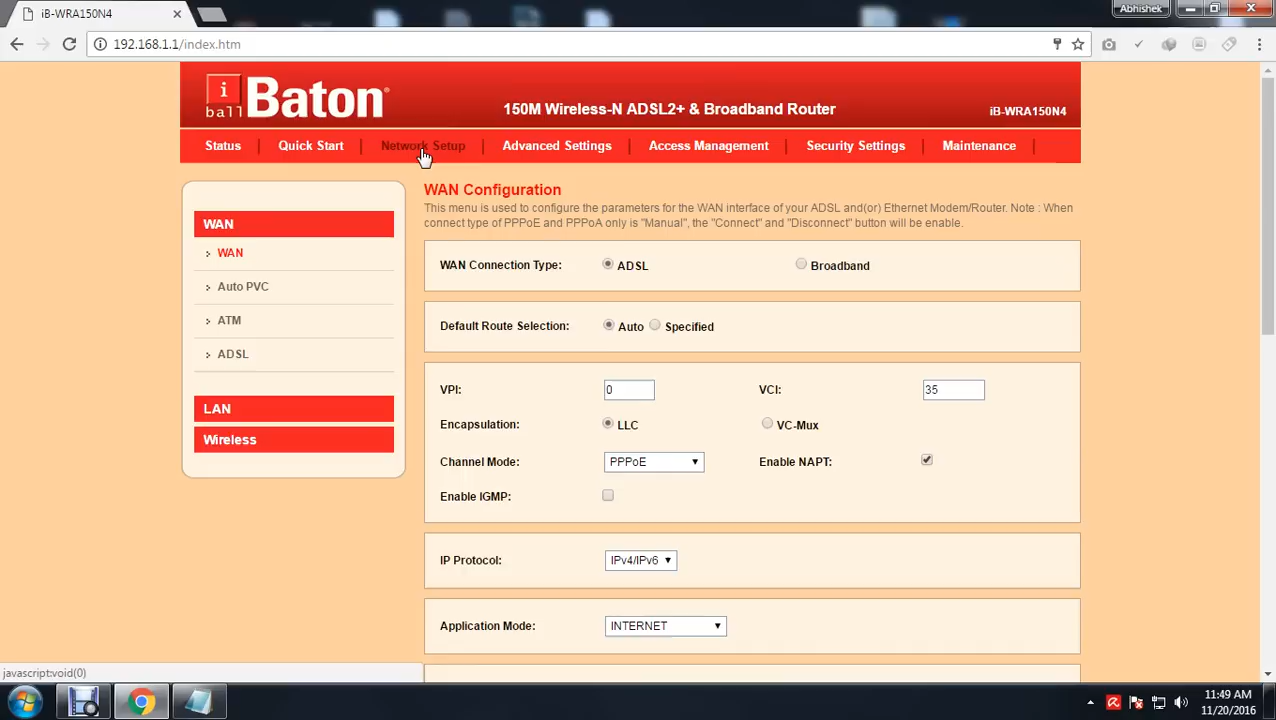 iB-WRA150N4
Abhishek
192.168.1.1/index.htm
i
ball
Baton
150M Wireless-N ADSL2+ & Broadband Router
iB-WRA150N4
Status
Quick Start
Network Setup
Advanced Settings
Access Management
Security Settings
Maintenance
WAN
WAN
Auto PVC
ATM
ADSL
LAN
Wireless
WAN Configuration
This menu is used to configure the parameters for the WAN interface of your ADSL and(or) Ethernet Modem/Router. Note : When
connect type of PPPoE and PPPoA only is "Manual", the "Connect" and "Disconnect" button will be enable.
WAN Connection Type: ADSL Broadband
Default Route Selection: Auto Specified
VPI: 0 VCI: 35
Encapsulation: LLC VC-Mux
Channel Mode: PPPoE Enable NAPT:
Enable IGMP:
IP Protocol: IPv4/IPv6
Application Mode: INTERNET
javascript:void(0)
11:49 AM
11/20/2016